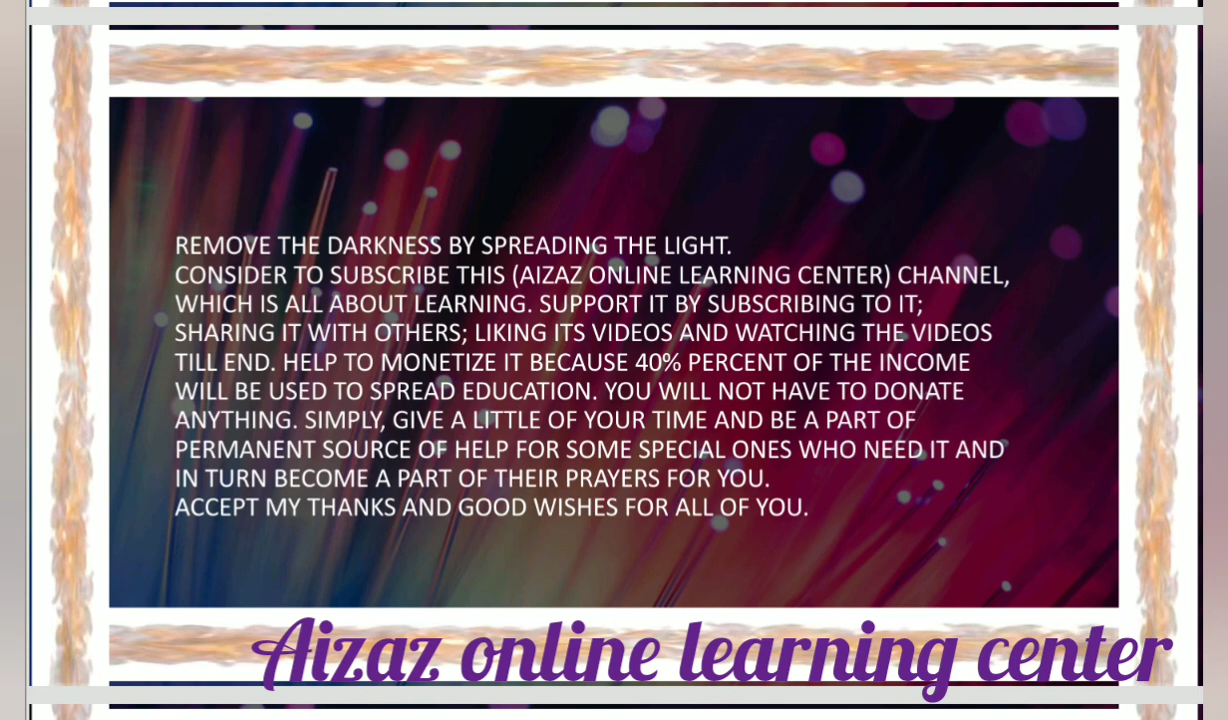 REMOVE THE DARKNESS BY SPREADING THE LIGHT.
CONSIDER TO SUBSCRIBE THIS (AIZAZ ONLINE LEARNING CENTER) CHANNEL,
WHICH IS ALL ABOUT LEARNING. SUPPORT IT BY SUBSCRIBING TO IT;
SHARING IT WITH OTHERS; LIKING ITS VIDEOS AND WATCHING THE VIDEOS
TILL END. HELP TO MONETIZE IT BECAUSE 40% PERCENT OF THE INCOME
WILL BE USED TO SPREAD EDUCATION. YOU WILL NOT HAVE TO DONATE
ANYTHING. SIMPLY, GIVE A LITTLE OF YOUR TIME AND BE A PART OF
PERMANENT SOURCE OF HELP FOR SOME SPECIAL ONES WHO NEED IT AND
IN TURN BECOME A PART OF THEIR PRAYERS FOR YOU.
ACCEPT MY THANKS AND GOOD WISHES FOR ALL OF YOU.
Aizaz online learning center